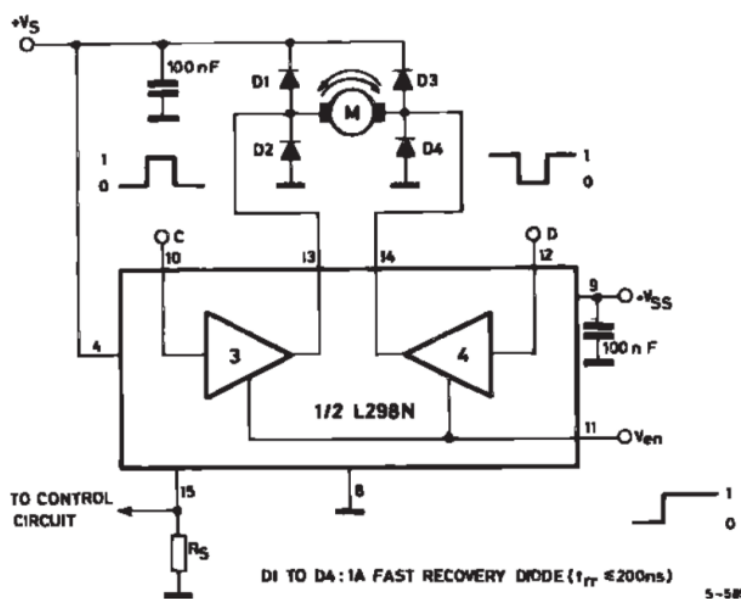 +VS
100nF
D1
D3
M
D2
D4
1
0
1
0
C
D
10
13
14
12
9
+VSS
100nF
4
3
4
1/2 L298N
11
Ven
15
8
TO CONTROL
CIRCUIT
RS
1
0
D1 TO D4:1A FAST RECOVERY DIODE (trr ≤200ns)